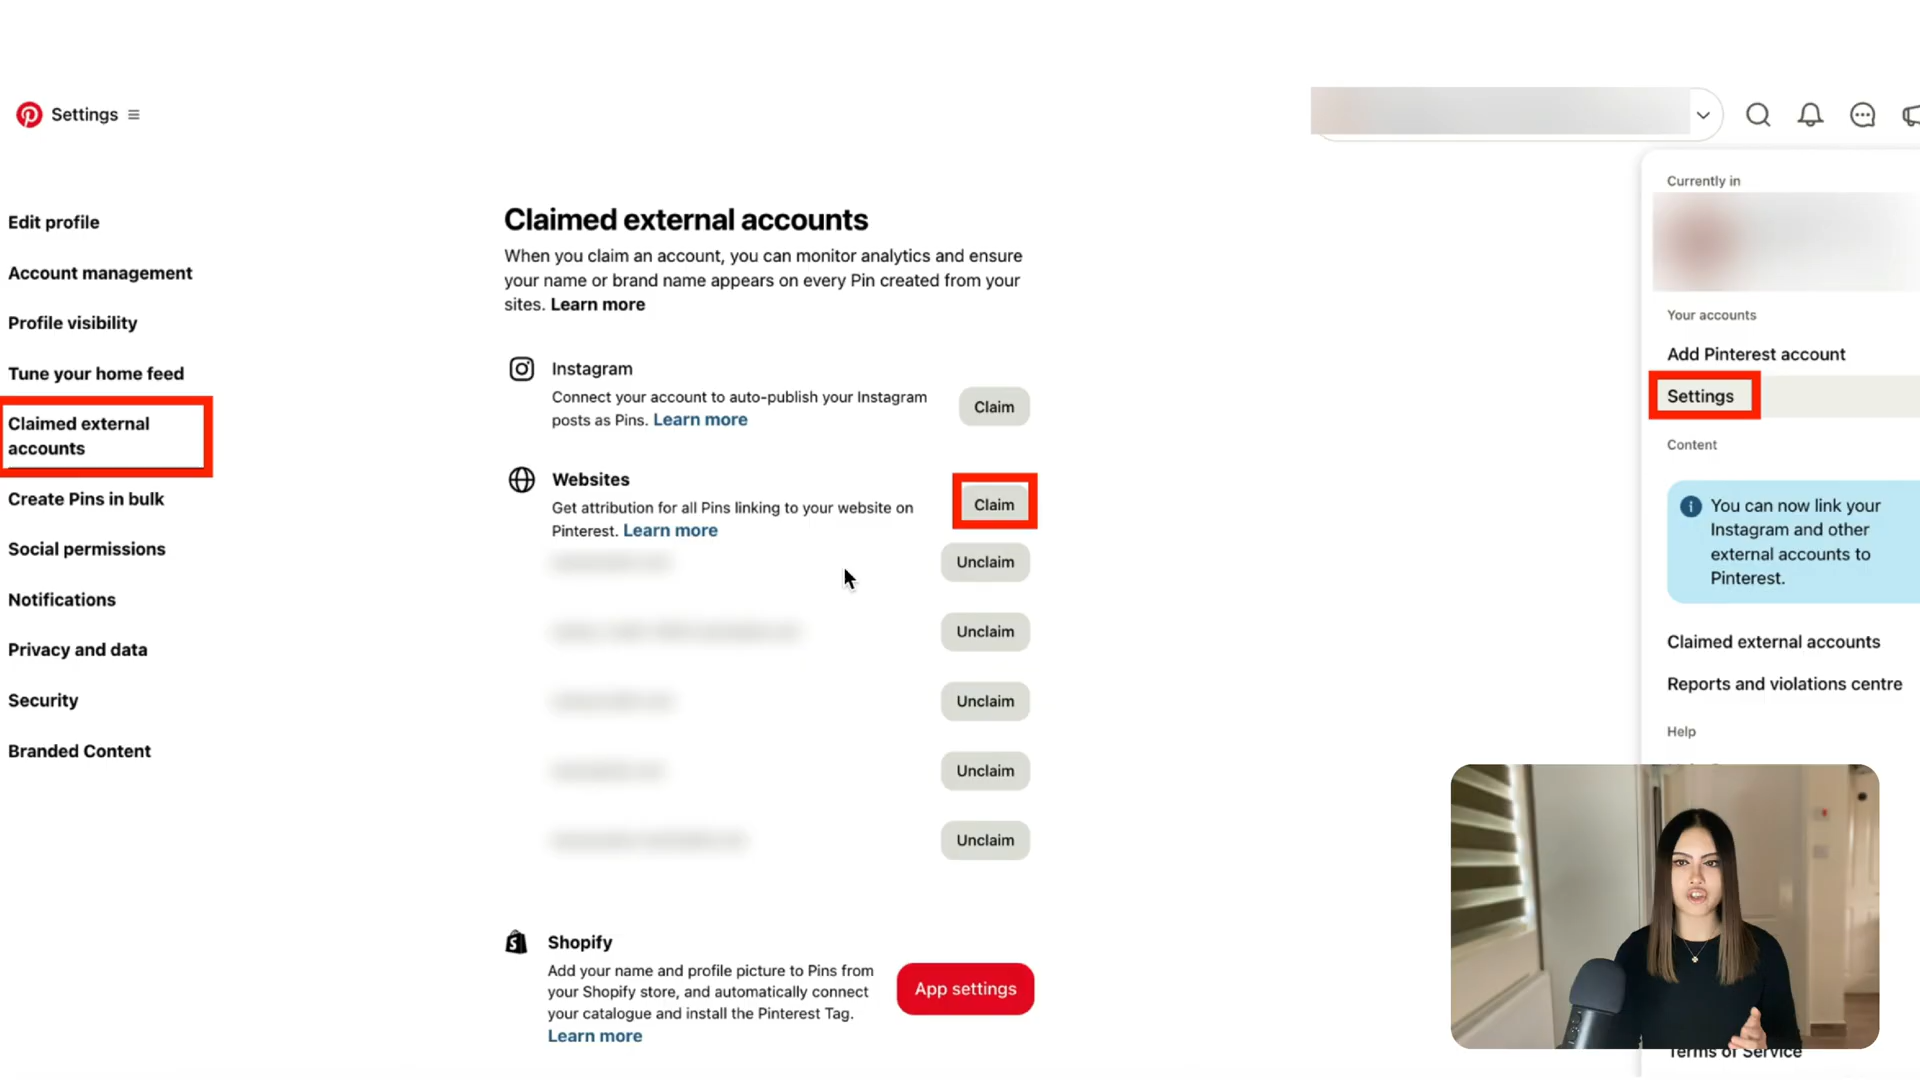 Settings
Edit profile
Account management
Profile visibility
Tune your home feed
Claimed external
accounts
Create Pins in bulk
Social permissions
Notifications
Privacy and data
Security
Branded Content
Claimed external accounts
When you claim an account, you can monitor analytics and ensure
your name or brand name appears on every Pin created from your
sites. Learn more
Instagram
Connect your account to auto-publish your Instagram
posts as Pins. Learn more
Claim
Websites
Get attribution for all Pins linking to your website on
Pinterest. Learn more
Claim
Unclaim
Unclaim
Unclaim
Unclaim
Unclaim
Shopify
Add your name and profile picture to Pins from
your Shopify store, and automatically connect
your catalogue and install the Pinterest Tag.
Learn more
App settings
Currently in
Your accounts
Add Pinterest account
Settings
Content
You can now link your
Instagram and other
external accounts to
Pinterest.
Claimed external accounts
Reports and violations centre
Help
Terms of Service